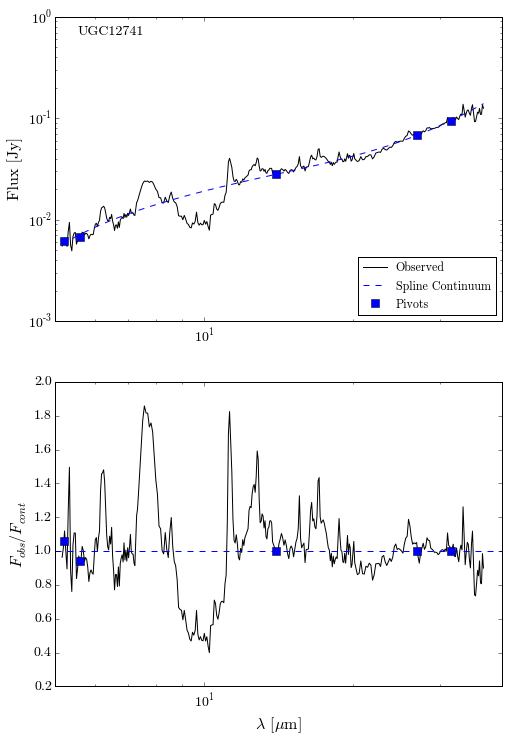 UGC12741
10^0
10^-1
10^-2
10^-3
Flux [Jy]
Observed
Spline Continuum
Pivots
10^1
2.0
1.8
1.6
1.4
1.2
1.0
0.8
0.6
0.4
0.2
F_obs/F_cont
10^1
λ [μm]